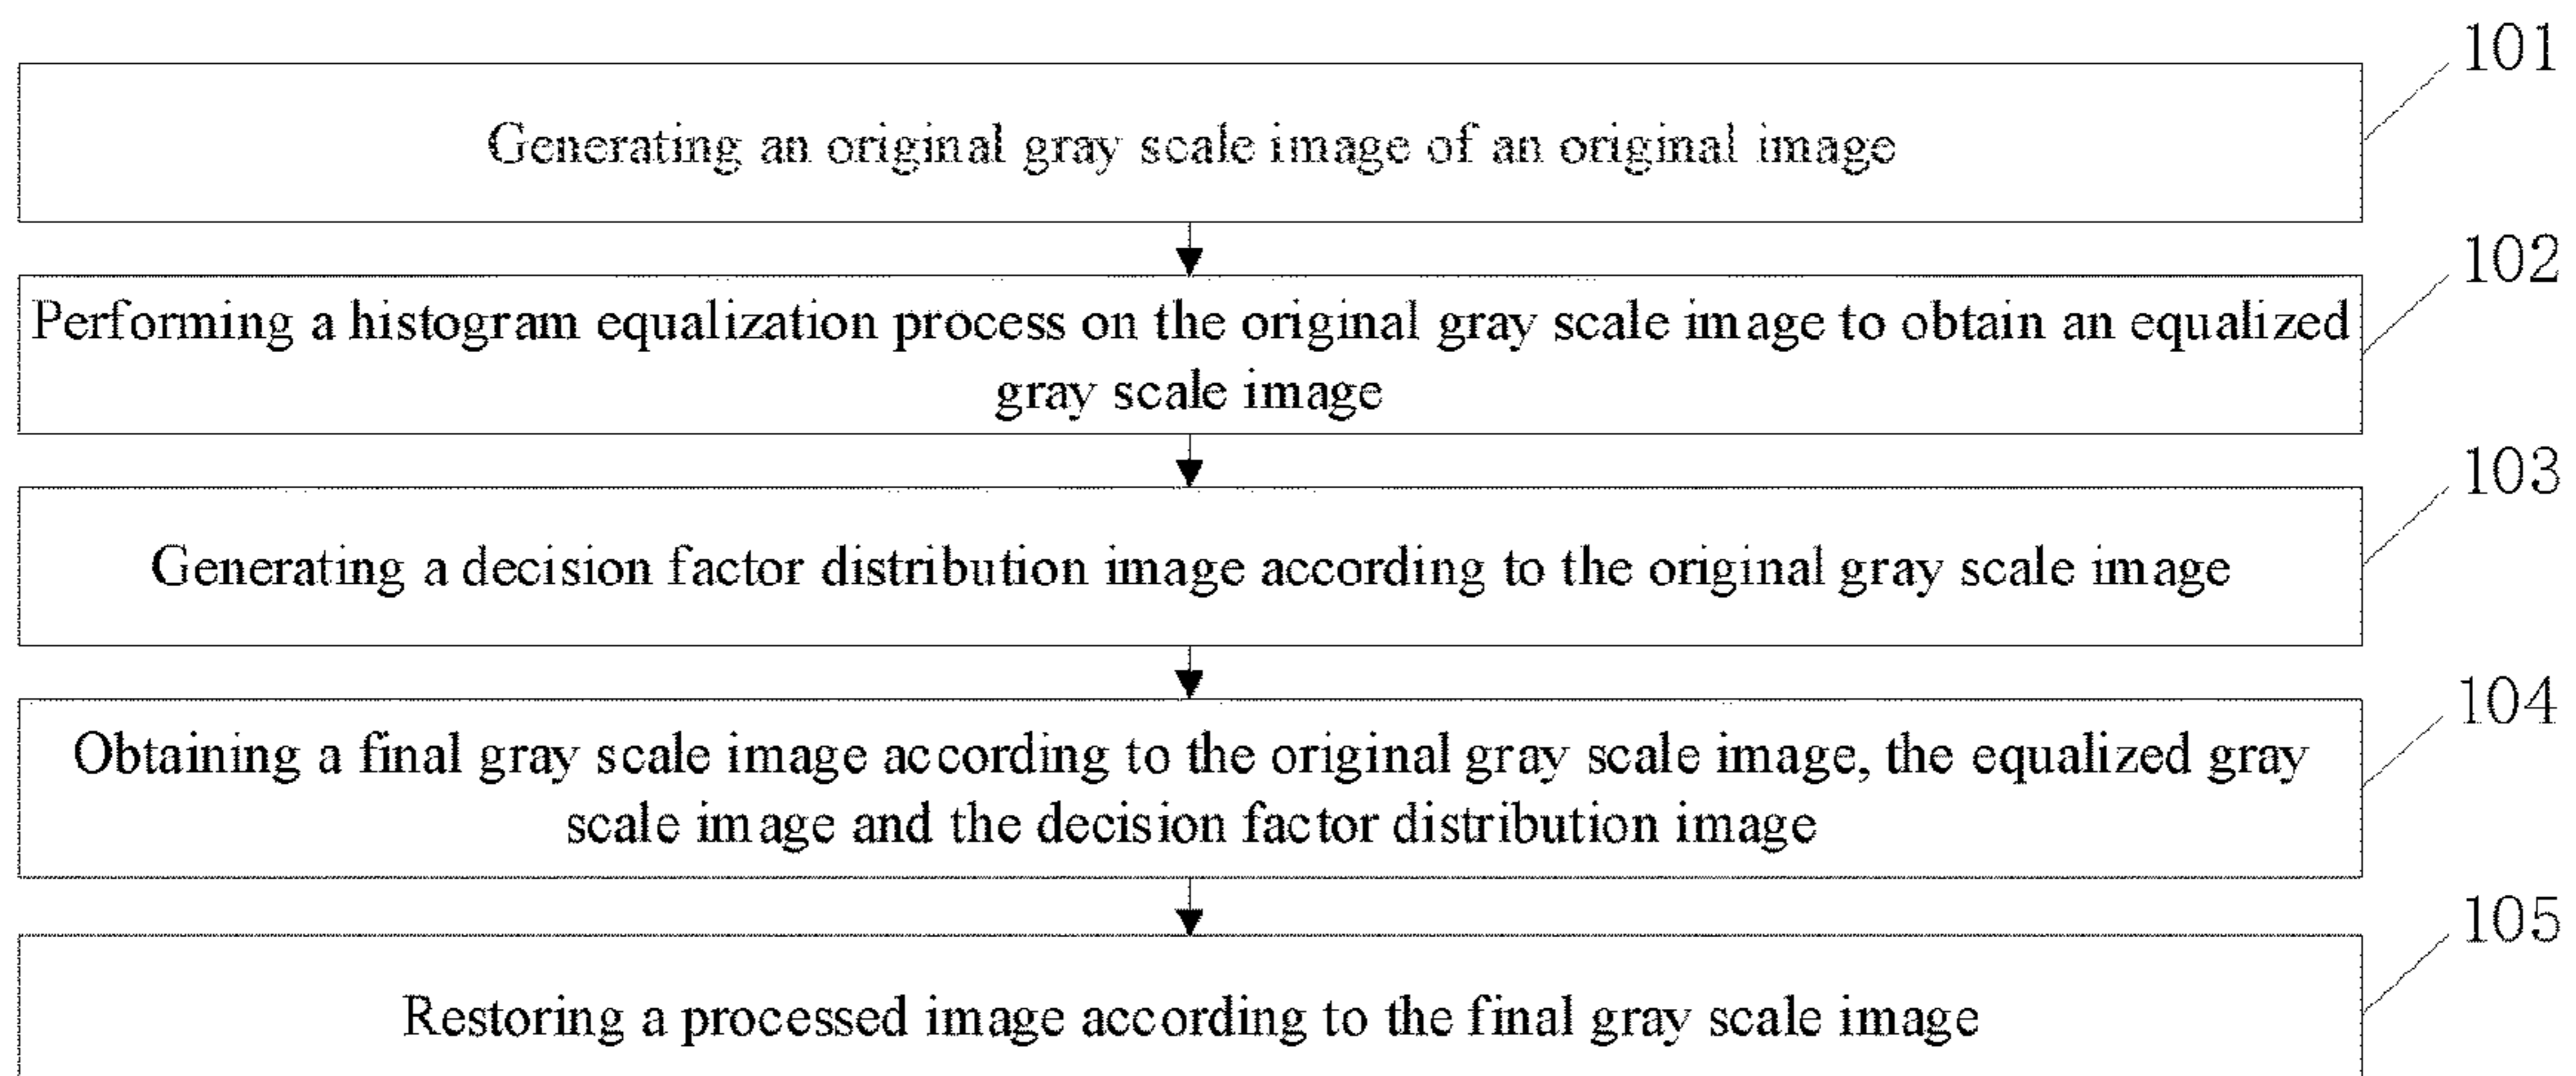 101
Generating an original gray scale image of an original image
102
Performing a histogram equalization process on the original gray scale image to obtain an equalized
gray scale image
103
Generating a decision factor distribution image according to the original gray scale image
104
Obtaining a final gray scale image according to the original gray scale image, the equalized gray
scale image and the decision factor distribution image
105
Restoring a processed image according to the final gray scale image